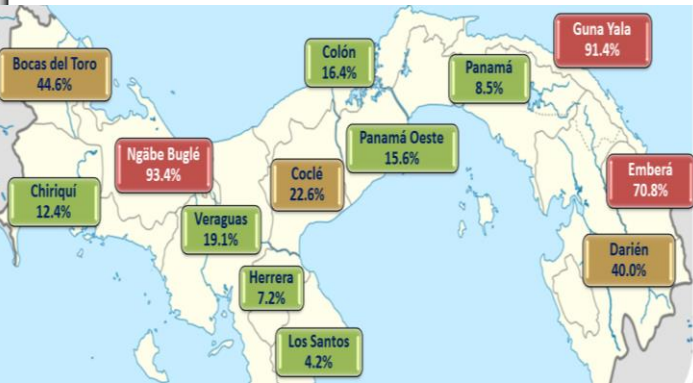 Guna Yala
91.4%
Bocas del Toro
44.6%
Colón
16.4%
Panamá
8.5%
Panamá Oeste
15.6%
Ngäbe Buglé
93.4%
Coclé
22.6%
Emberá
70.8%
Chiriquí
12.4%
Veraguas
19.1%
Darién
40.0%
Herrera
7.2%
Los Santos
4.2%